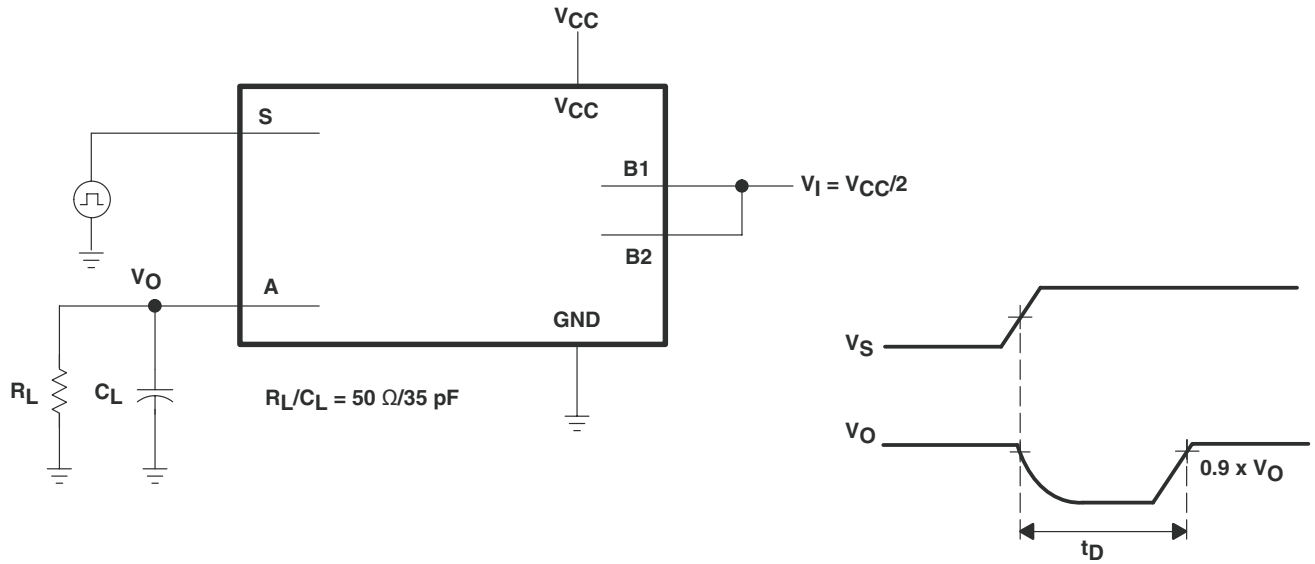 VCC
S
VCC
B1
VI = VCC/2
B2
VO
A
GND
RL
CL
RL/CL = 50 Ω/35 pF
VS
VO
0.9 x VO
tD